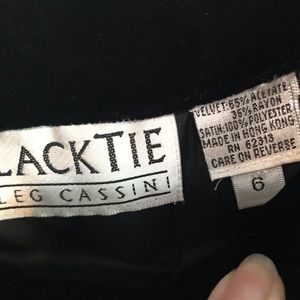 LACKTIE
LEG CASSINI
VELVET:65% ACETATE
35% RAYON
SATIN:100% POLYESTER
MADE IN HONG KONG
RN 62313
CARE ON REVERSE
6